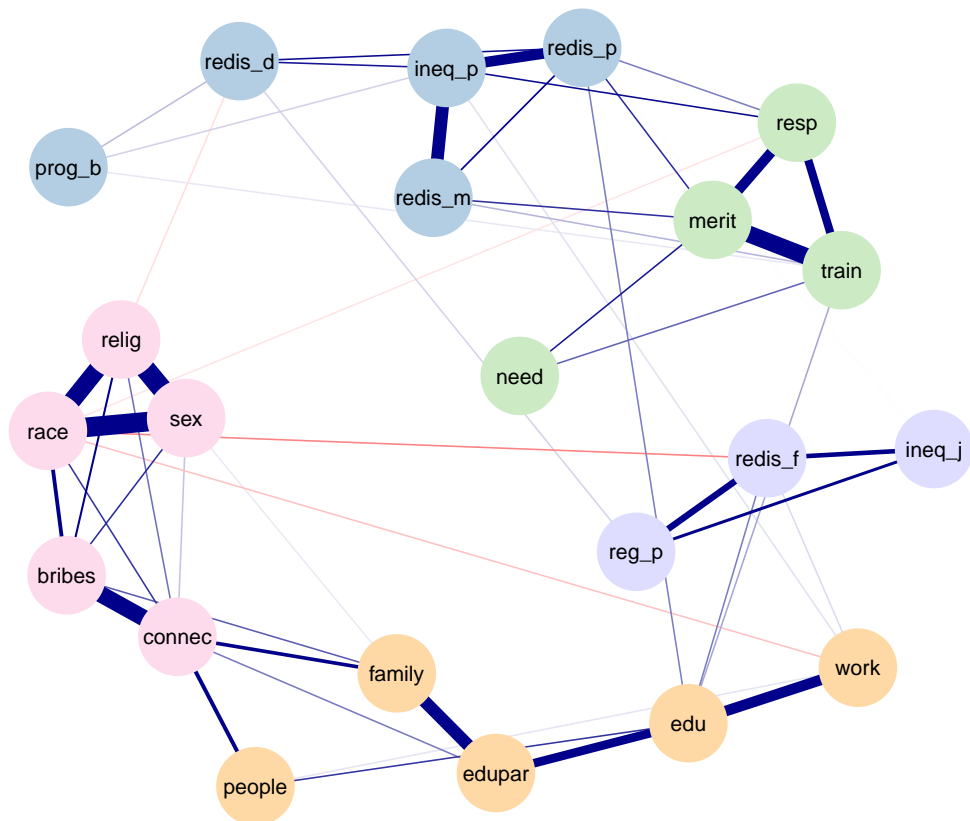 redis_p
redis_d
ineq_p
resp
prog_b
redis_m
merit
train
relig
need
sex
race
ineq_j
redis_f
reg_p
bribes
connec
work
family
edu
edupar
people